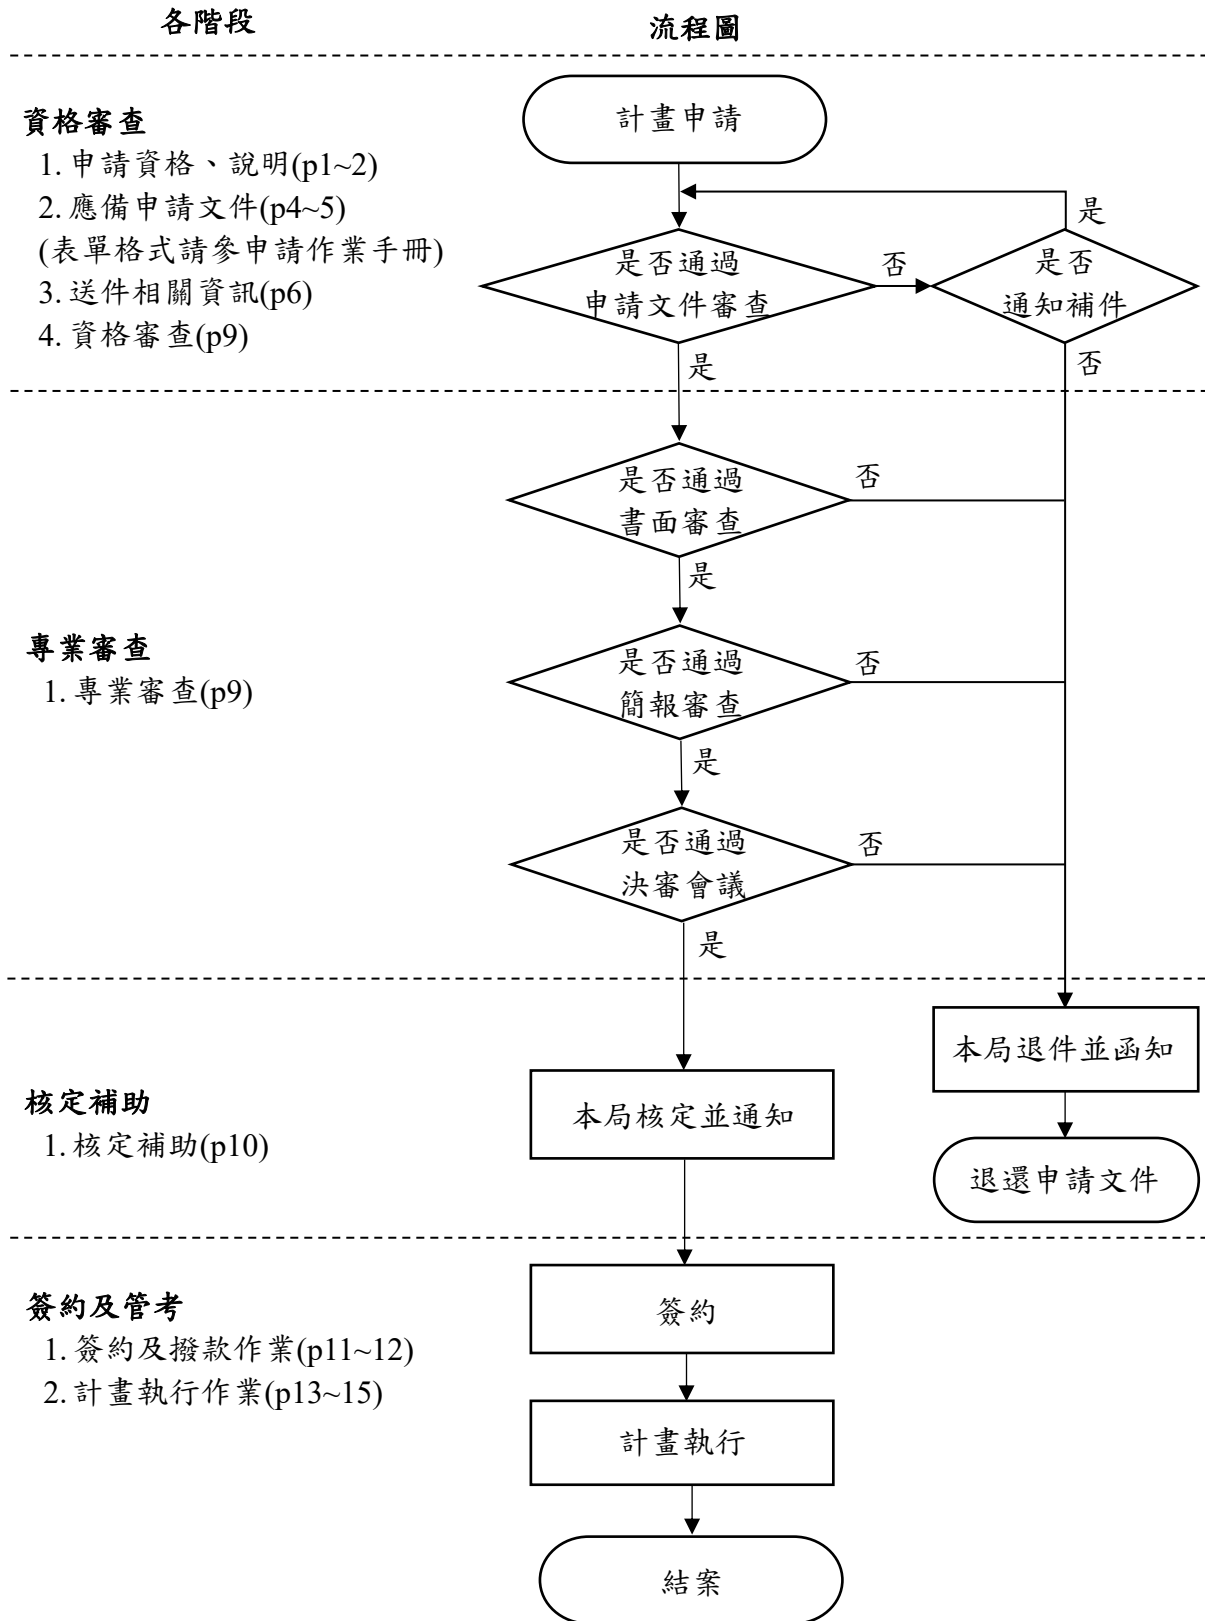 各階段
流程圖
資格審查
1. 申請資格、說明(p1~2)
2. 應備申請文件(p4~5)
(表單格式請參申請作業手冊)
3. 送件相關資訊(p6)
4. 資格審查(p9)
計畫申請
是否通過
申請文件審查
否
是否
通知補件
是
否
是
專業審查
1. 專業審查(p9)
是否通過
書面審查
否
是
是否通過
簡報審查
否
是
是否通過
決審會議
否
是
核定補助
1. 核定補助(p10)
本局核定並通知
本局退件並函知
退還申請文件
簽約及管考
1. 簽約及撥款作業(p11~12)
2. 計畫執行作業(p13~15)
簽約
計畫執行
結案